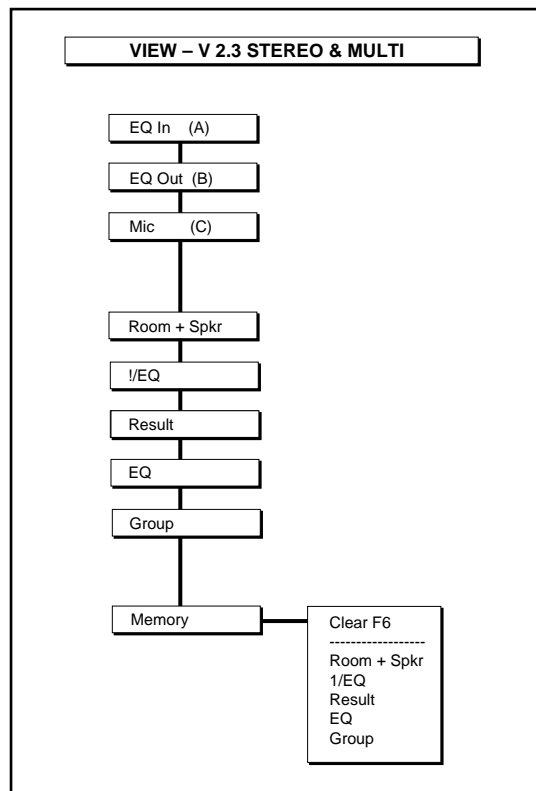 VIEW – V 2.3 STEREO & MULTI
EQ In (A)
EQ Out (B)
Mic (C)
Room + Spkr
!/EQ
Result
EQ
Group
Memory
Clear F6
------------------
Room + Spkr
1/EQ
Result
EQ
Group